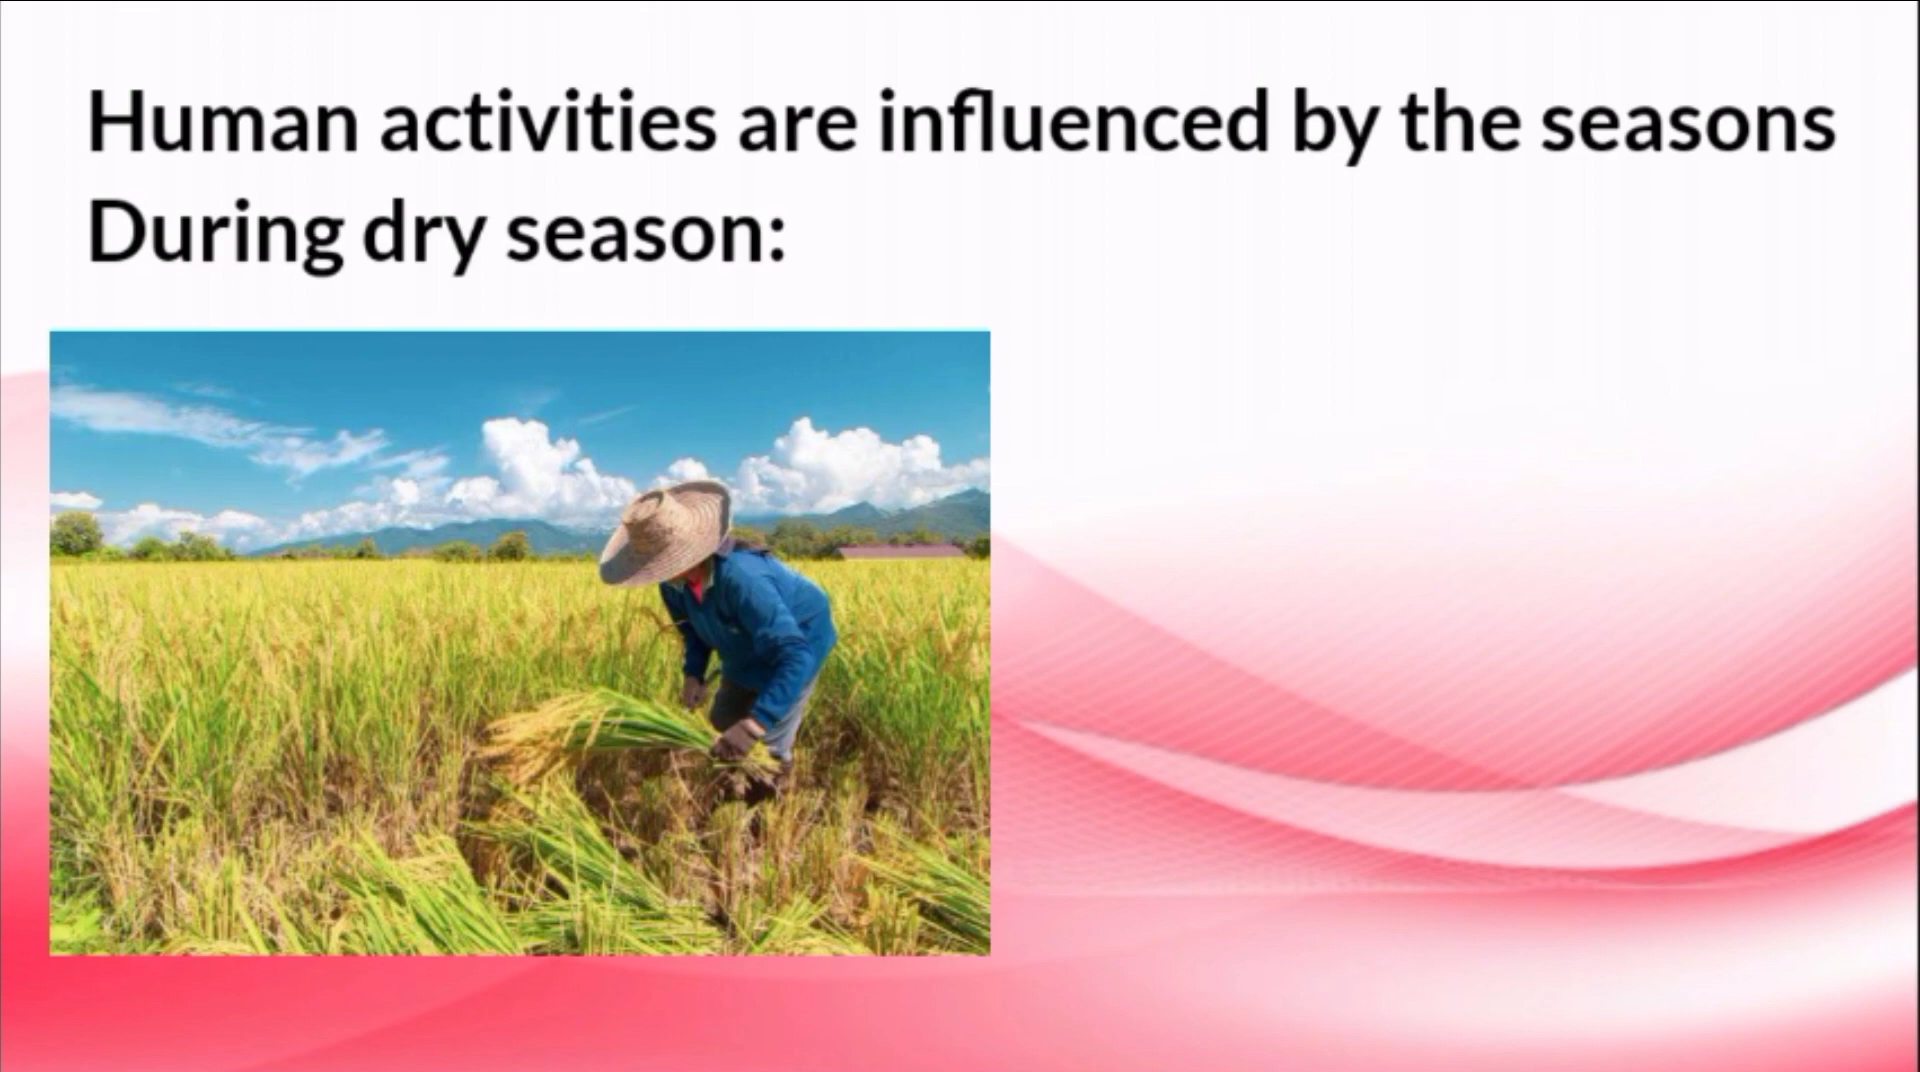 Human activities are influenced by the seasons
During dry season: